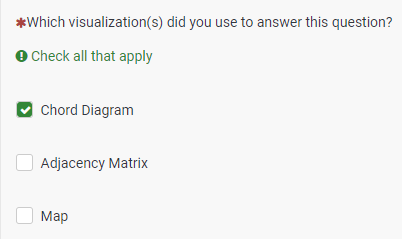 *Which visualization(s) did you use to answer this question?
Check all that apply
Chord Diagram
Adjacency Matrix
Map